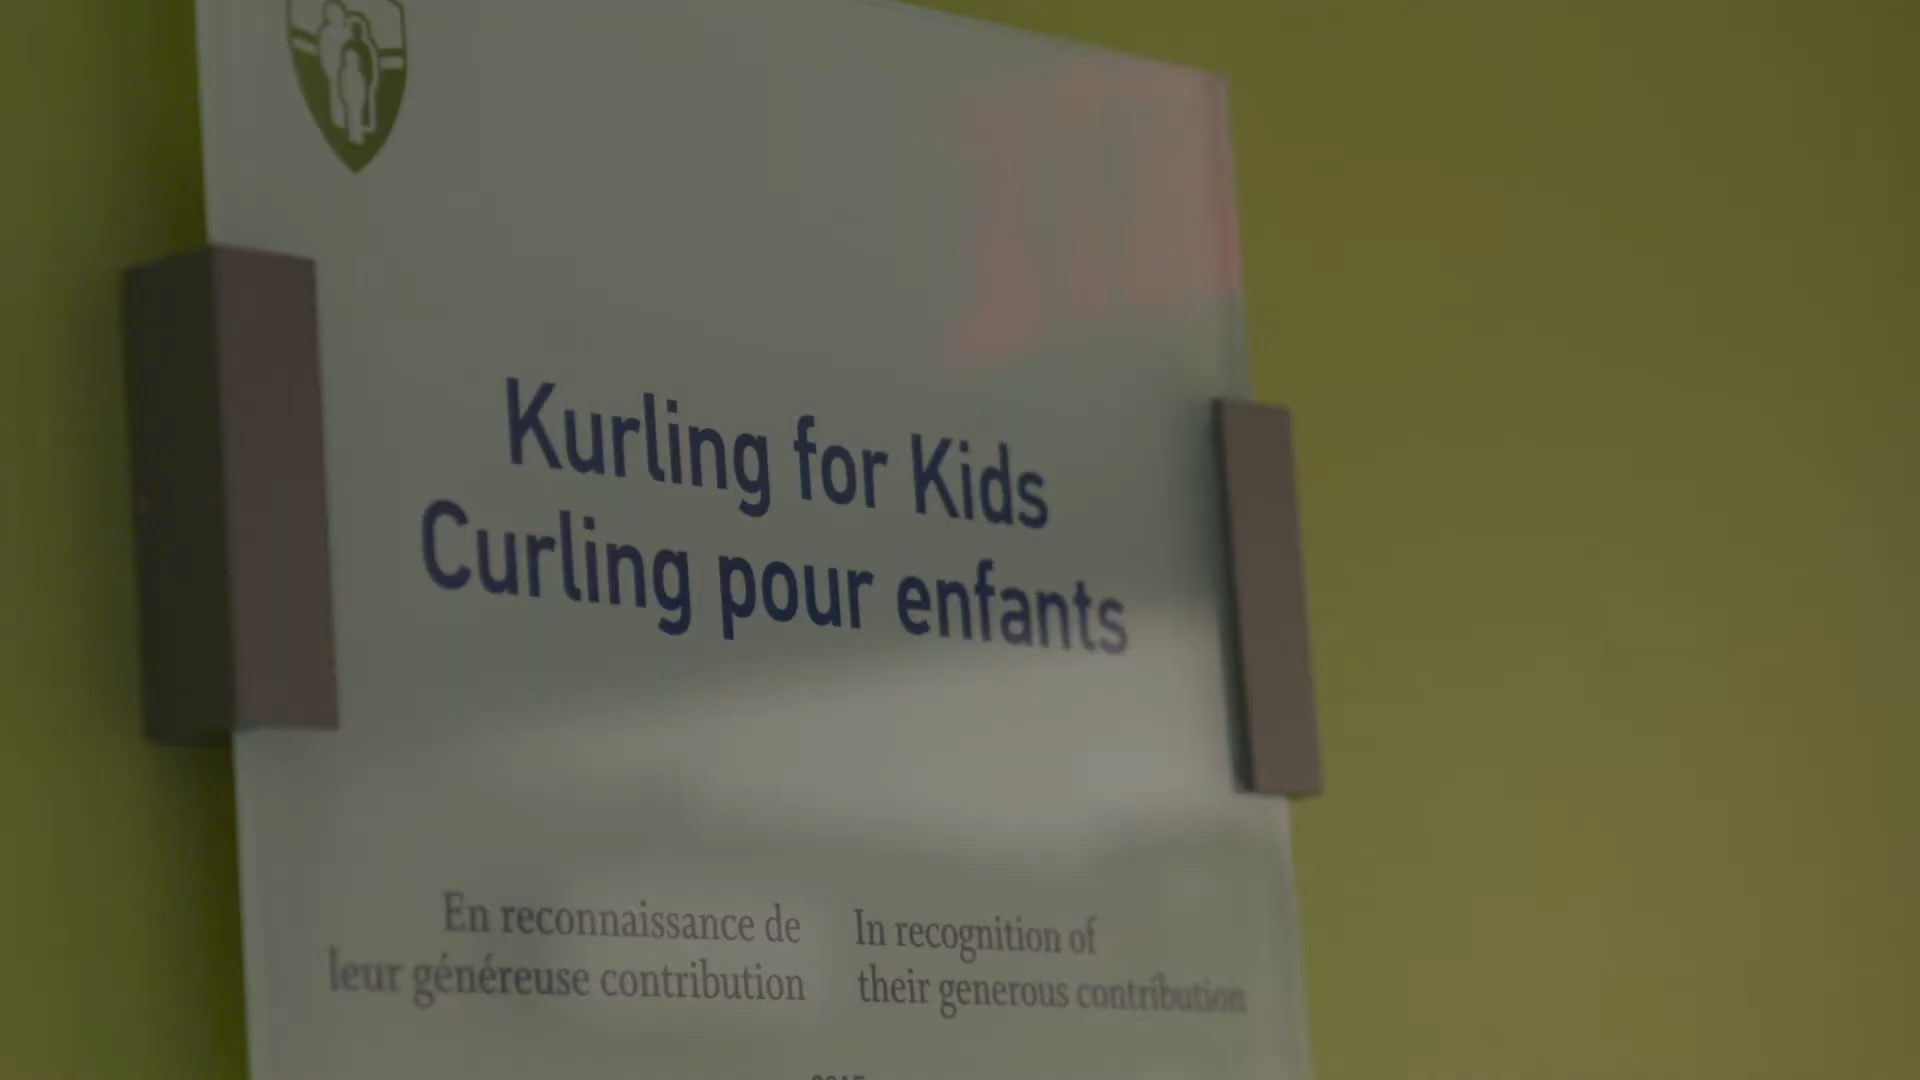 Kurling for Kids
Curling pour enfants
En reconnaissance de
leur généreuse contribution
In recognition of
their generous contribution